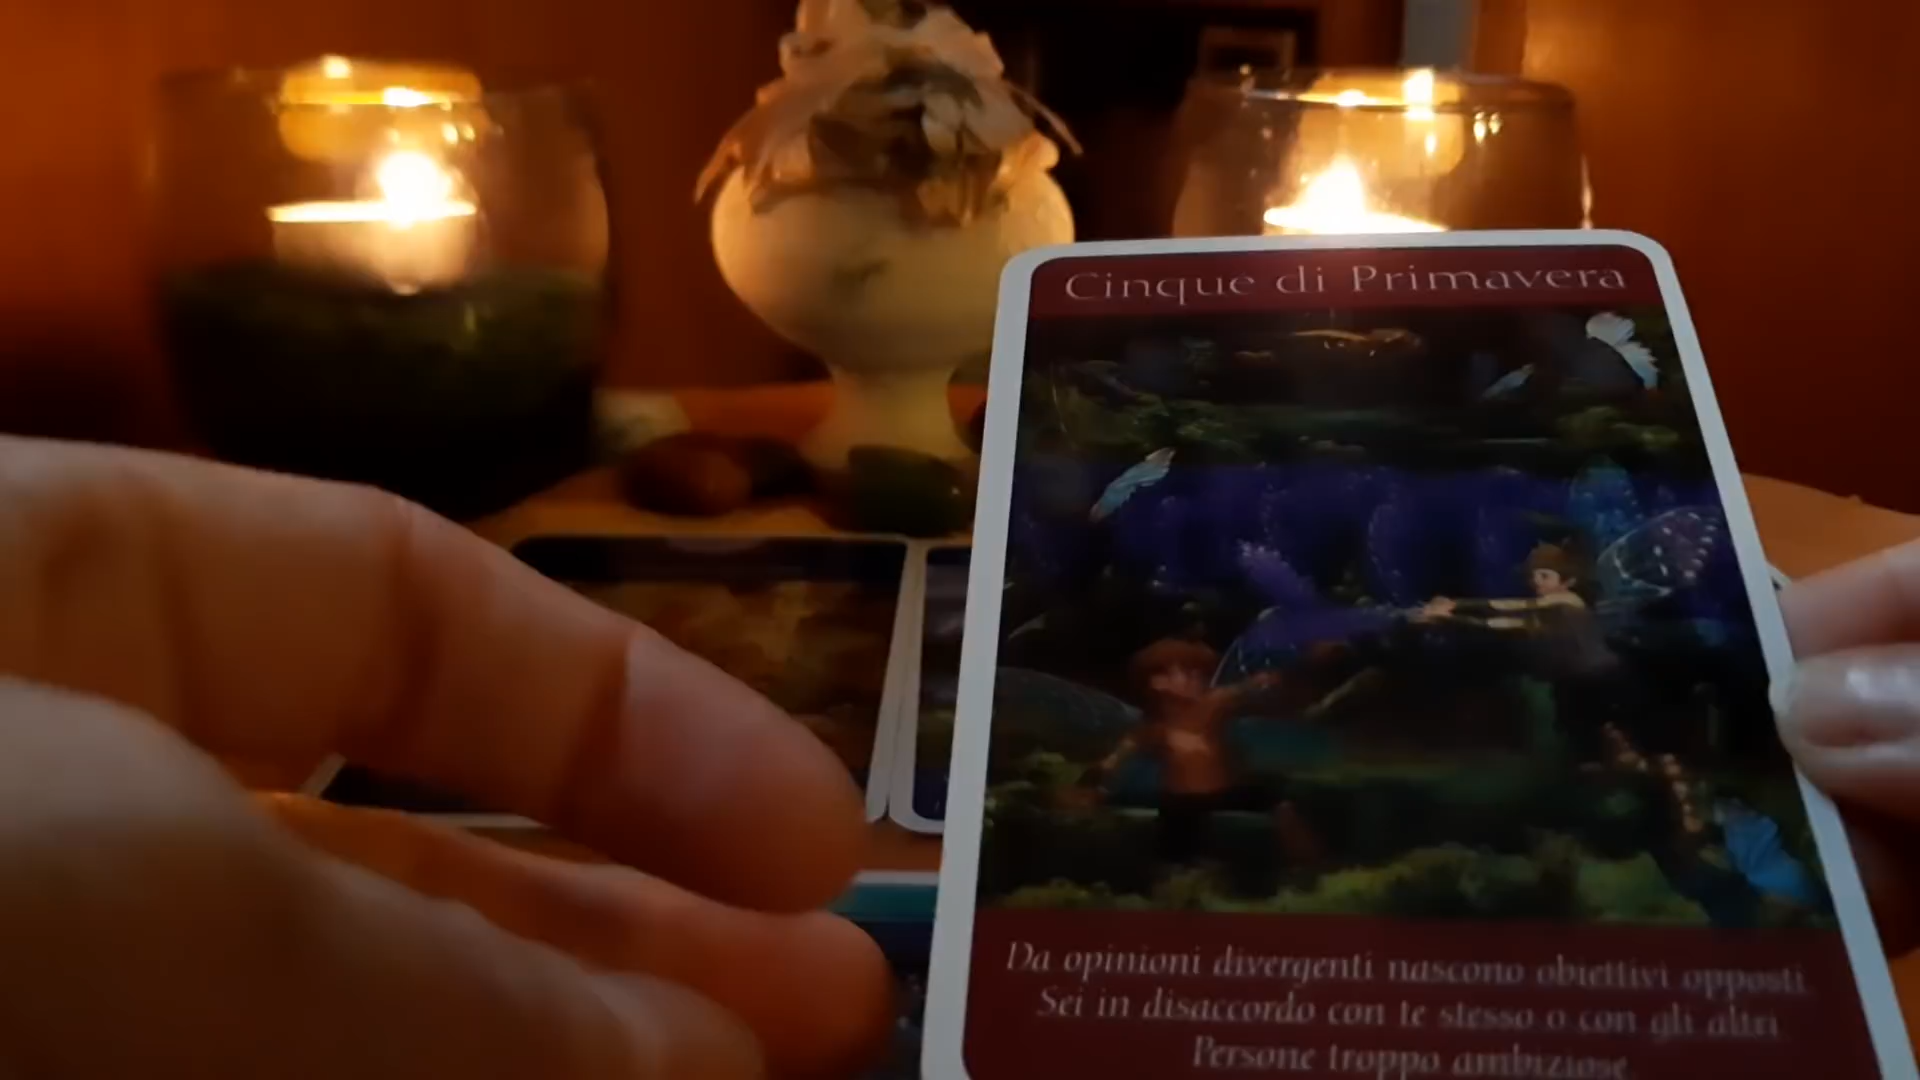 Cinque di Primavera
Da opinioni divergenti nascono obiettivi opposti.
Sei in disaccordo con te stesso o con gli altri.
Persone troppo ambiziose.